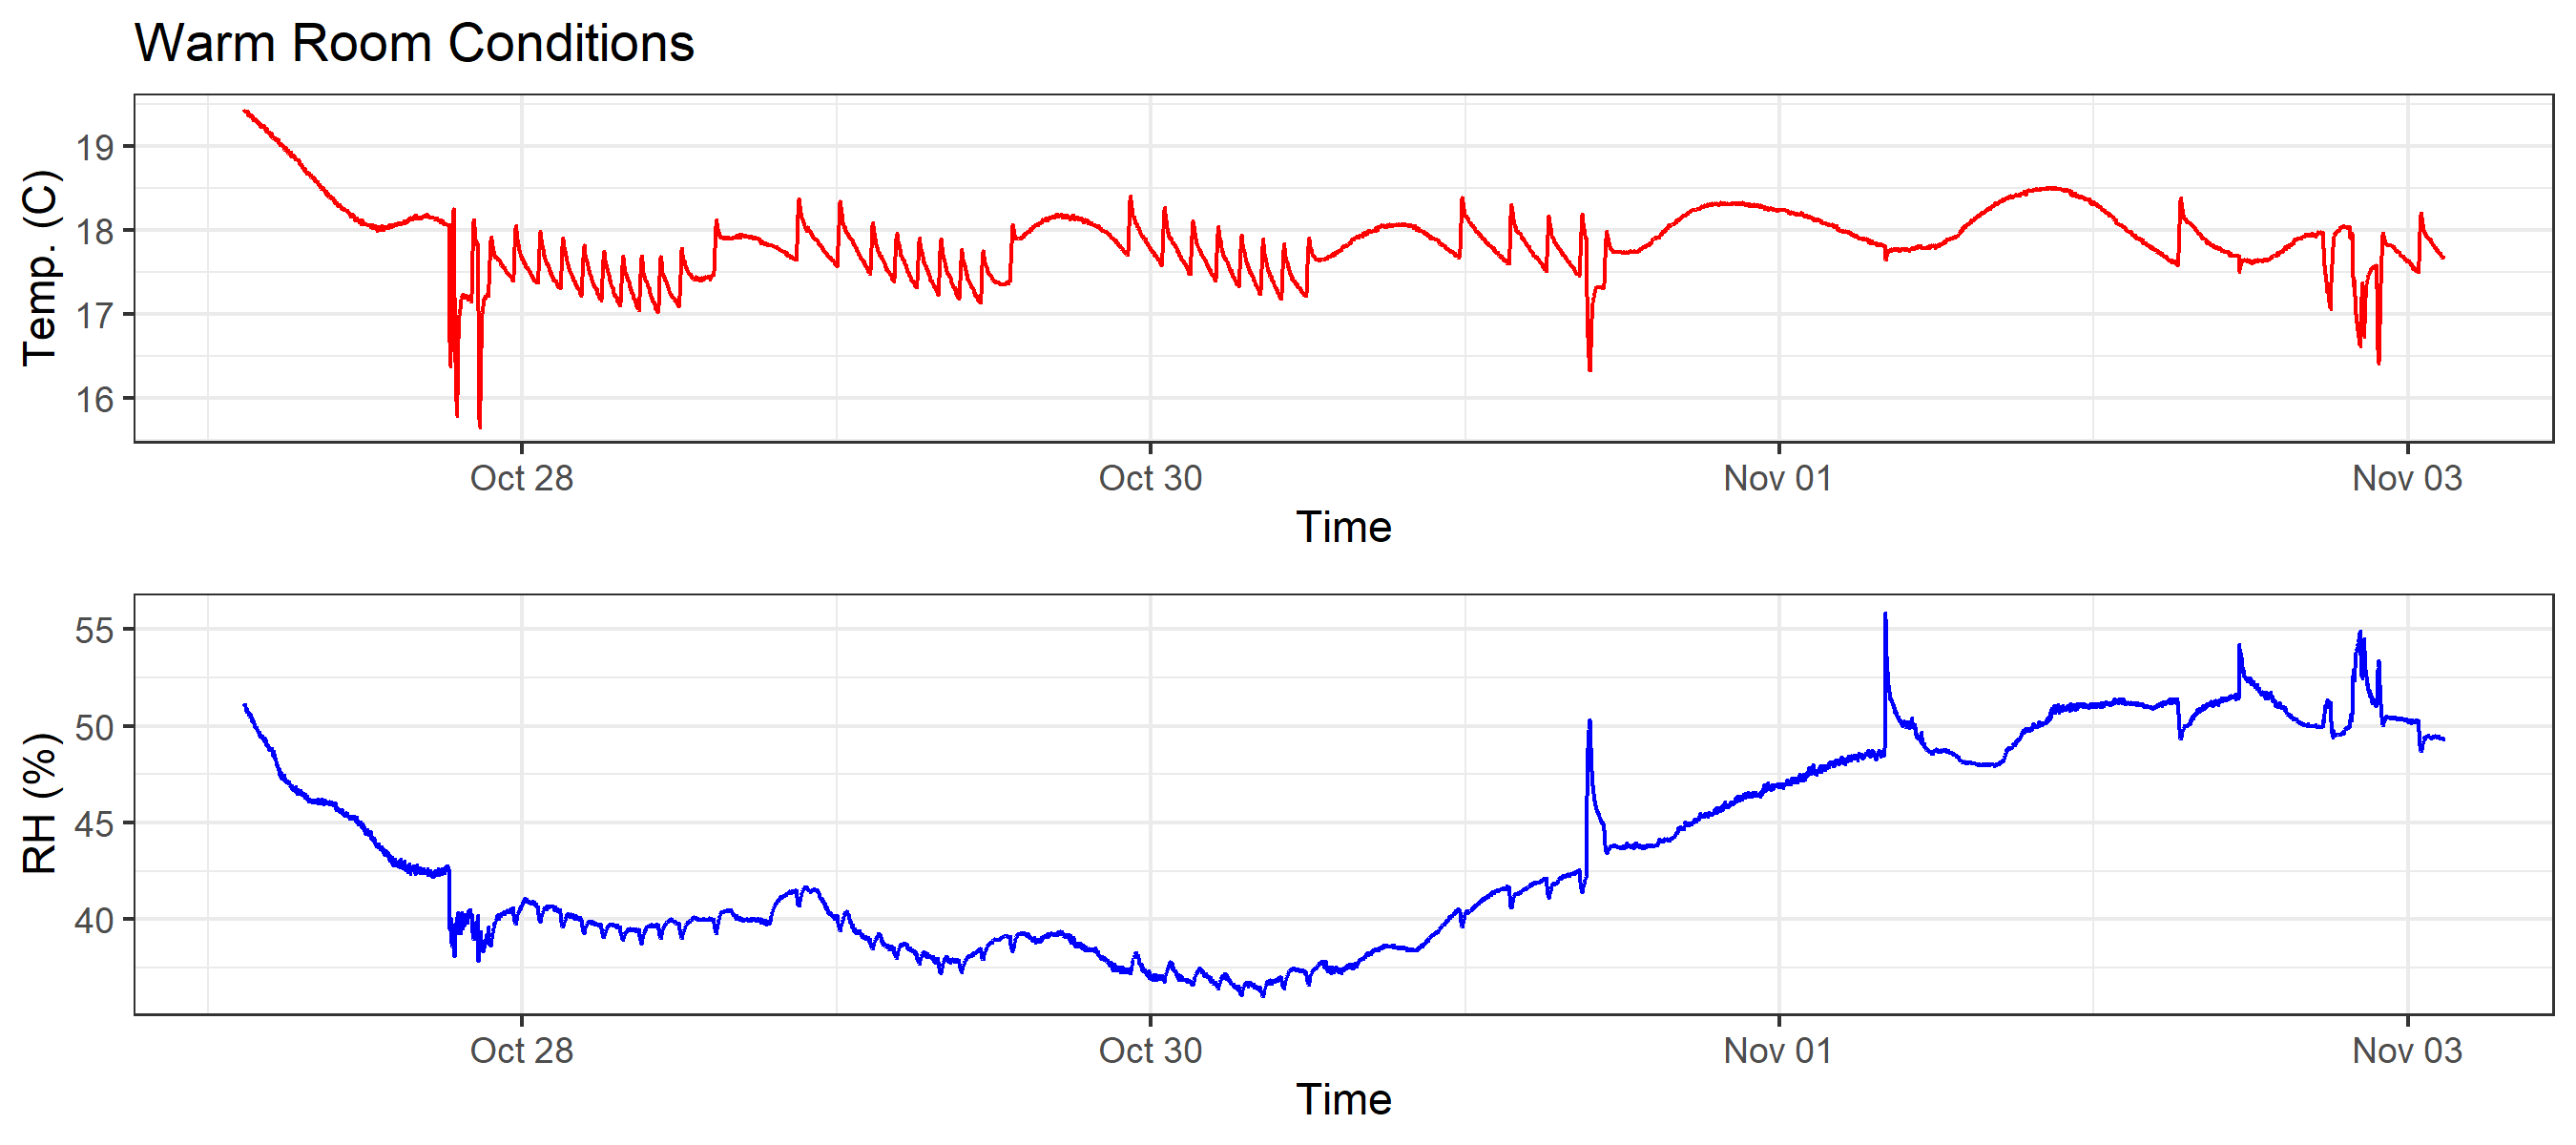 Warm Room Conditions
Temp. (C)
19
18
17
16
Oct 28 Oct 30 Nov 01 Nov 03
Time
RH (%)
55
50
45
40
Oct 28 Oct 30 Nov 01 Nov 03
Time